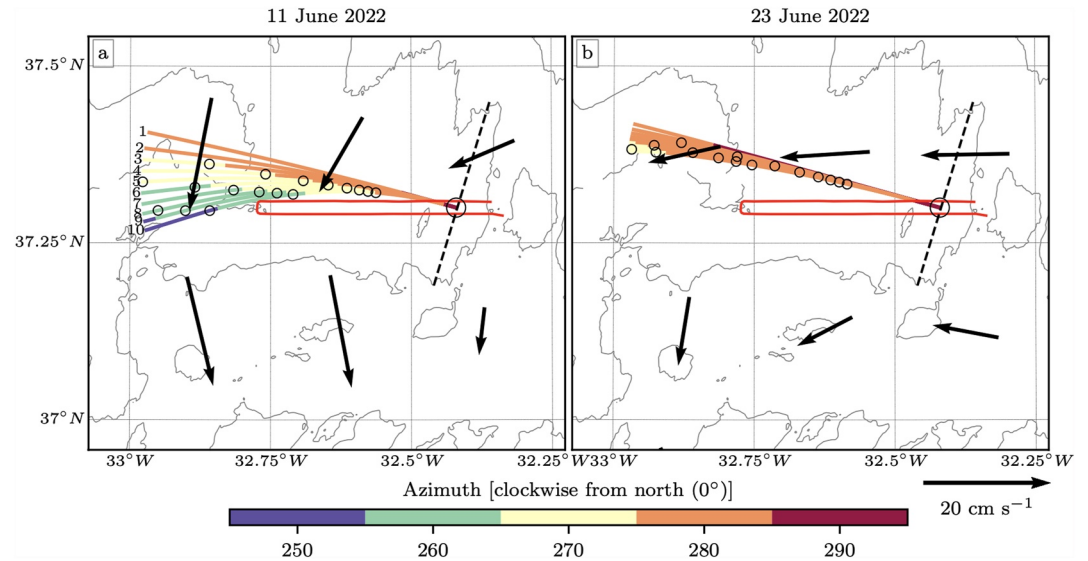 11 June 2022
23 June 2022
a
b
37.5° N
37.25° N
37° N
1
2
3
4
5
6
7
8
9
10
33°W
32.75°W
32.5°W
32.25°W
33°W
32.75°W
32.5°W
32.25°W
Azimuth [clockwise from north (0°)]
20 cm s⁻¹
250
260
270
280
290